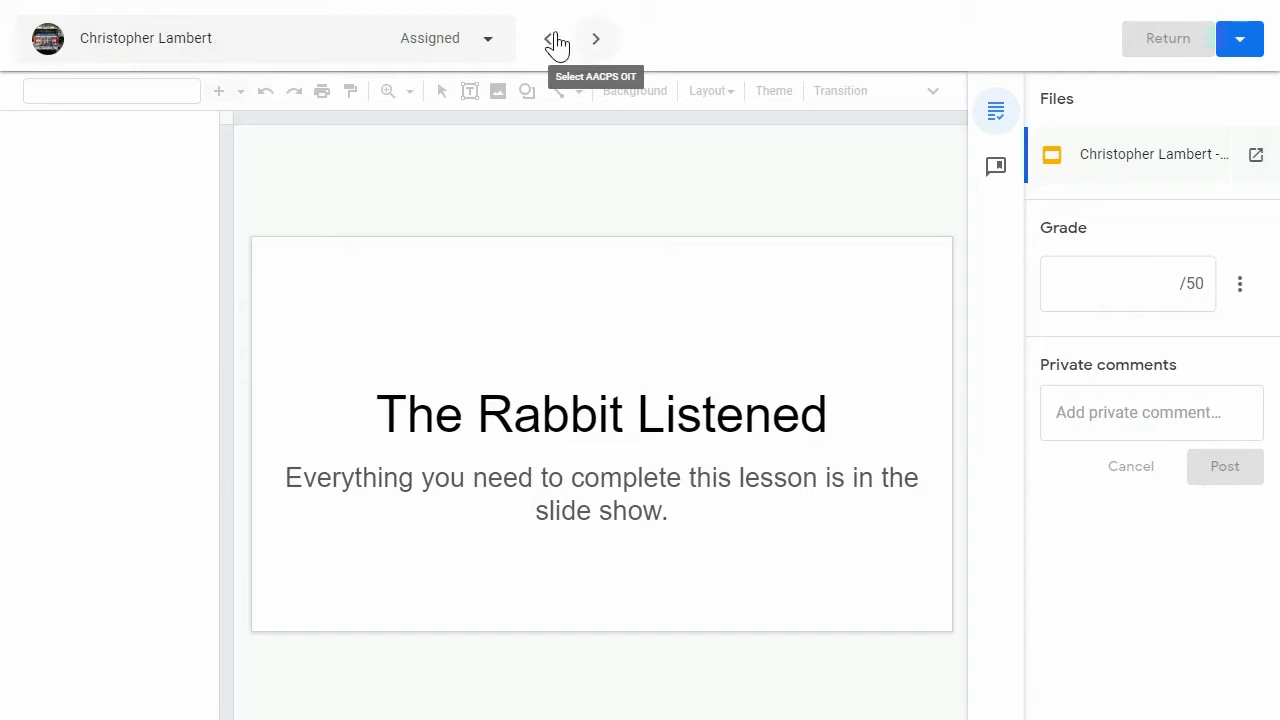 Christopher Lambert
Assigned
Return
Select AACPS OIT
Background
Layout
Theme
Transition
Files
Christopher Lambert -...
Grade
/50
Private comments
Add private comment...
Cancel
Post
The Rabbit Listened
Everything you need to complete this lesson is in the
slide show.